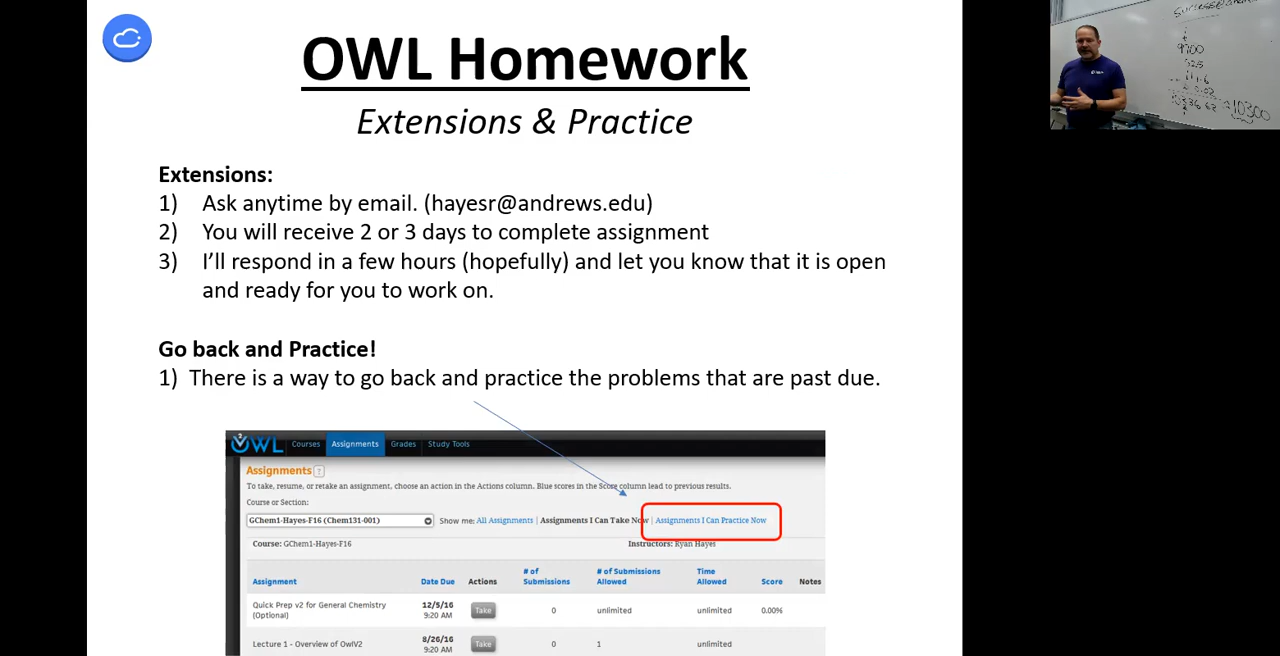 OWL Homework
Extensions & Practice
Extensions:
1) Ask anytime by email. (hayesr@andrews.edu)
2) You will receive 2 or 3 days to complete assignment
3) I'll respond in a few hours (hopefully) and let you know that it is open
and ready for you to work on.
Go back and Practice!
1) There is a way to go back and practice the problems that are past due.
OWL Courses Assignments Grades Study Tools
Assignments ?
To take, resume, or retake an assignment, choose an action in the Actions column. Blue scores in the Score column lead to previous results.
Course or Section:
GChem1-Hayes-F16 (Chem131-001) Show me: All Assignments | Assignments I Can Take Now | Assignments I Can Practice Now
Course: GChem1-Hayes-F16 Instructors: Ryan Hayes
# of # of Submissions Time
Assignment Date Due Actions Submissions Allowed Allowed Score Notes
Quick Prep v2 for General Chemistry 12/5/16 Take 0 unlimited unlimited 0.00%
(Optional) 9:20 AM
Lecture 1 - Overview of OwlV2 8/26/16 Take 0 1 unlimited
9:20 AM
9700
10300